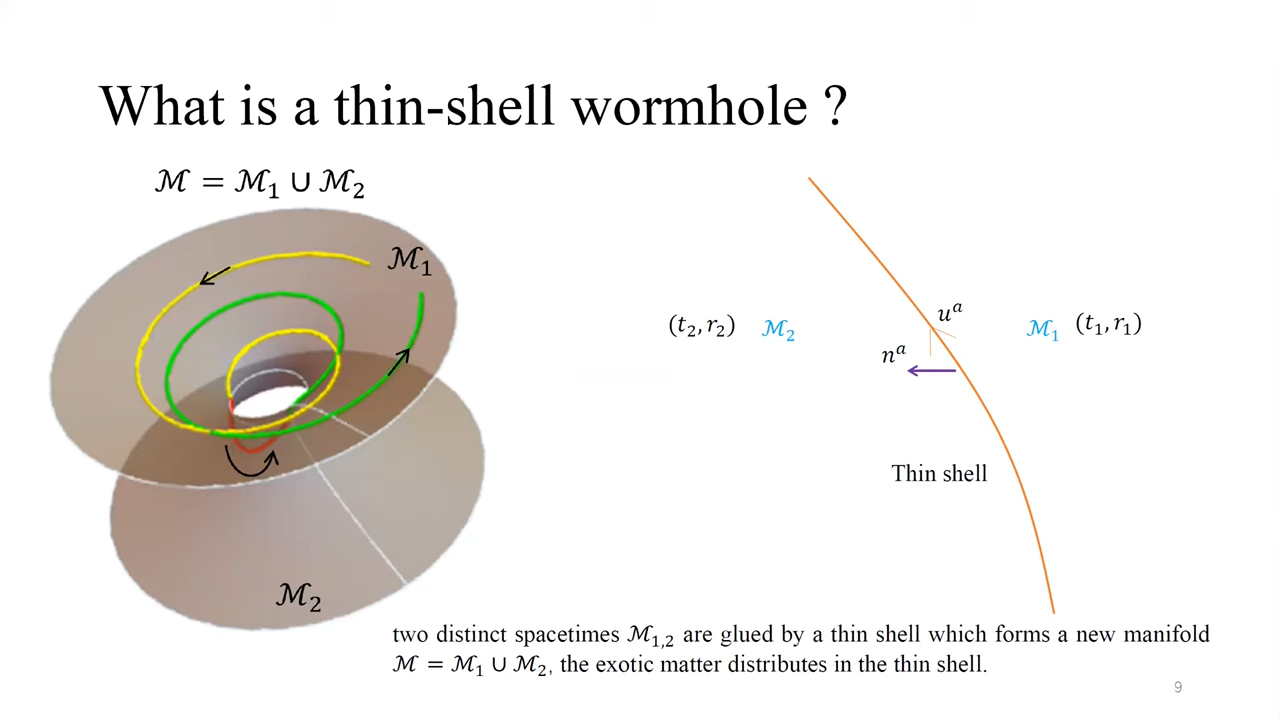 What is a thin-shell wormhole ?
ℳ = ℳ₁ ∪ ℳ₂
ℳ₁
ℳ₂
(t₂, r₂) ℳ₂
uᵃ
ℳ₁ (t₁, r₁)
nᵃ
Thin shell
two distinct spacetimes ℳ₁,₂ are glued by a thin shell which forms a new manifold
ℳ = ℳ₁ ∪ ℳ₂, the exotic matter distributes in the thin shell.
9